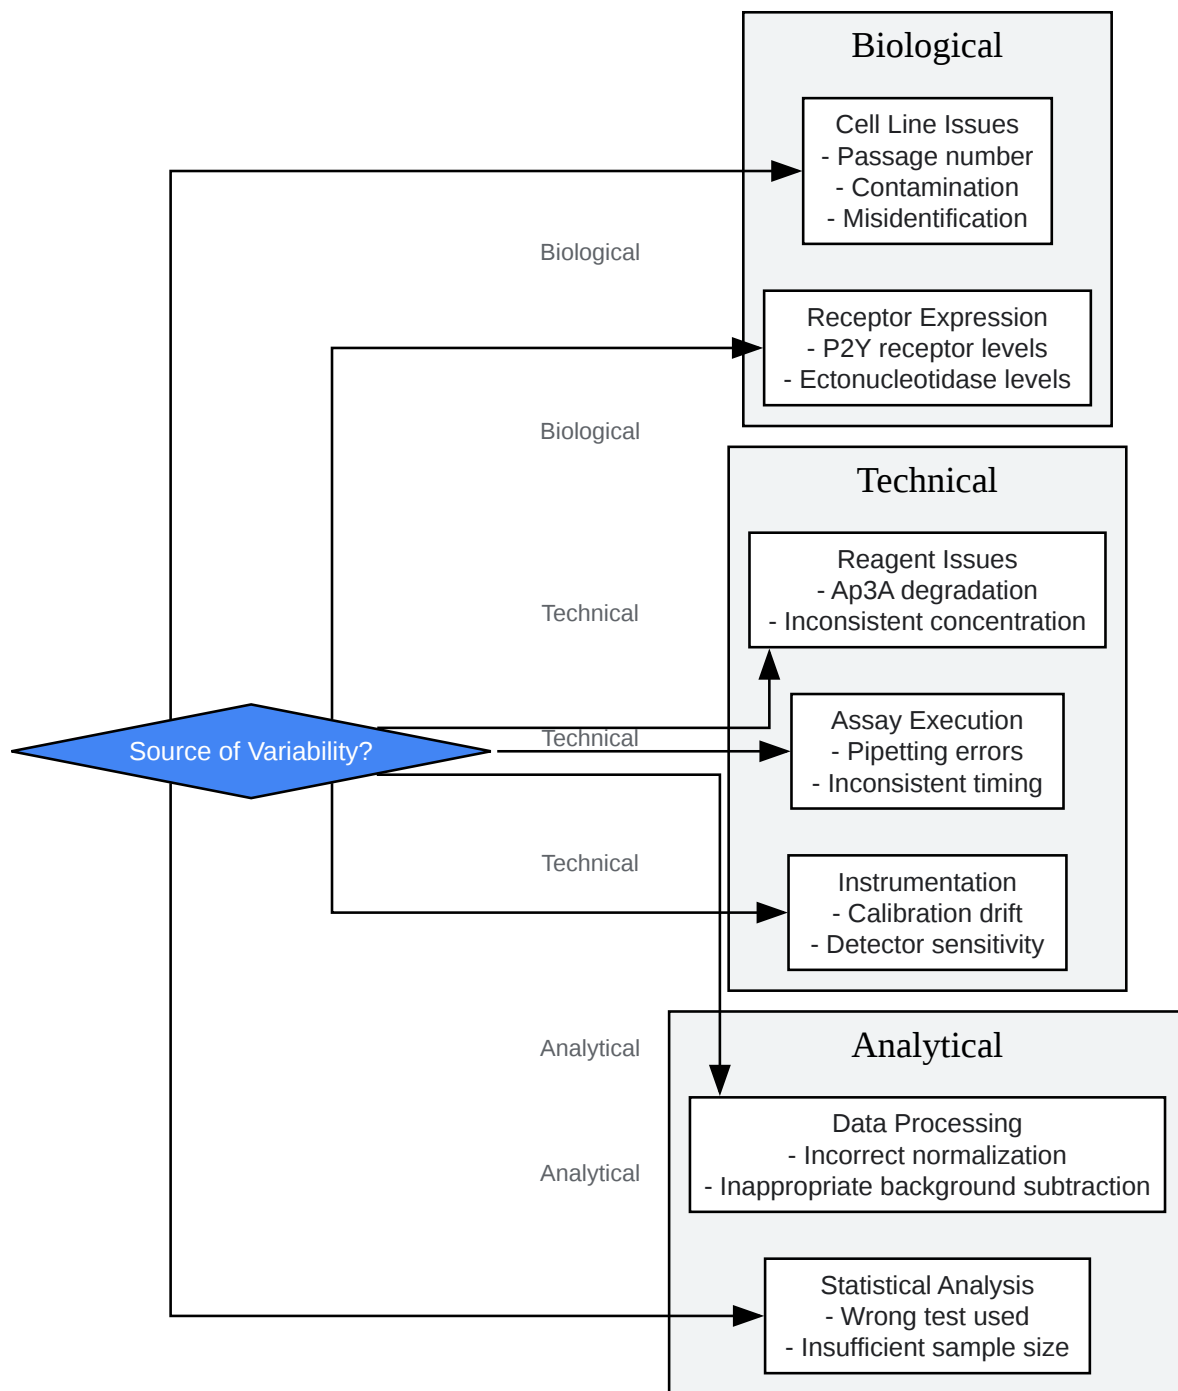 Biological
Cell Line Issues
- Passage number
- Contamination
- Misidentification
Biological
Receptor Expression
- P2Y receptor levels
- Ectonucleotidase levels
Biological
Technical
Reagent Issues
- Ap3A degradation
- Inconsistent concentration
Technical
Source of Variability?
Technical
Assay Execution
- Pipetting errors
- Inconsistent timing
Technical
Instrumentation
- Calibration drift
- Detector sensitivity
Analytical
Analytical
Data Processing
- Incorrect normalization
- Inappropriate background subtraction
Analytical
Statistical Analysis
- Wrong test used
- Insufficient sample size